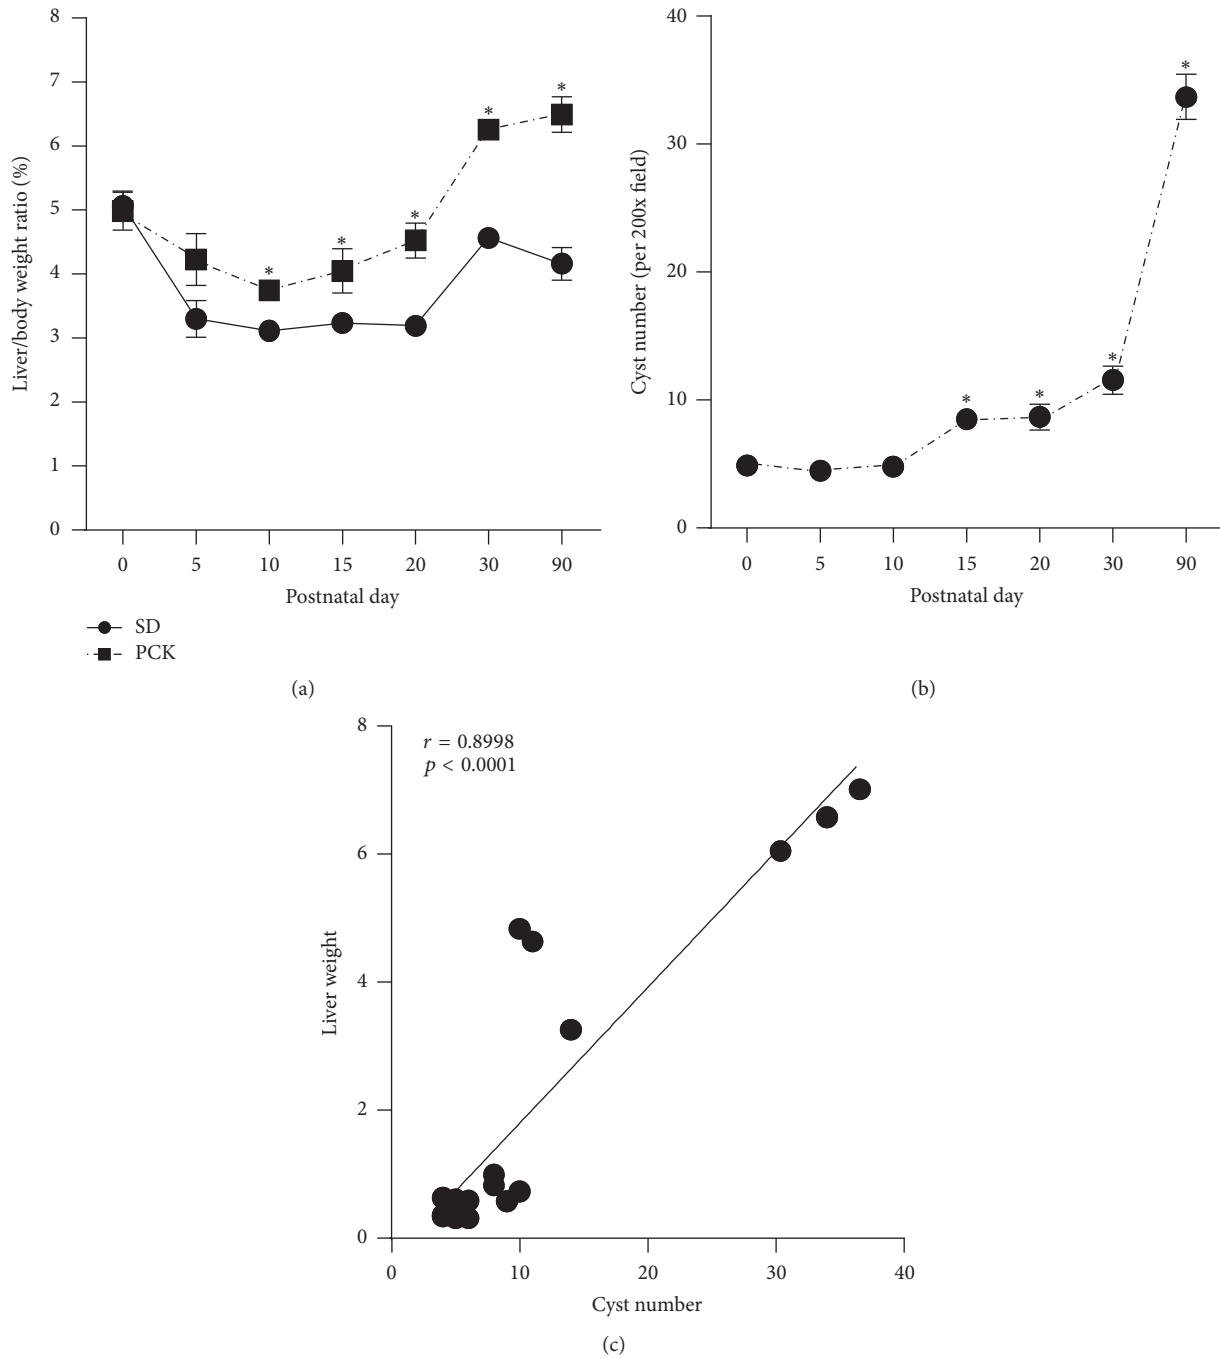 8
7
6
5
4
3
2
1
0
Liver/body weight ratio (%)
* * * * *
0 5 10 15 20 30 90
Postnatal day
SD
PCK
(a)
40
30
20
10
0
Cyst number (per 200x field)
* * * *
0 5 10 15 20 30 90
Postnatal day
(b)
8
6
4
2
0
Liver weight
r = 0.8998
p < 0.0001
0 10 20 30 40
Cyst number
(c)